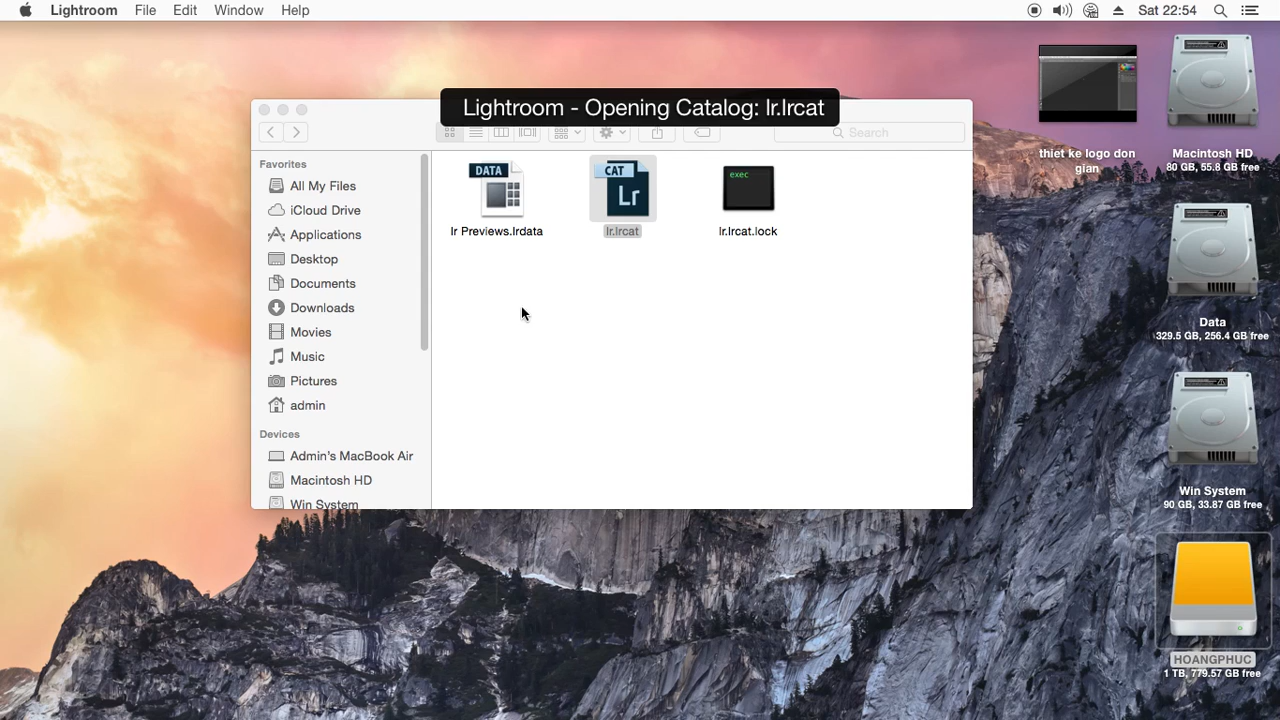 Lightroom File Edit Window Help Sat 22:54
Lightroom - Opening Catalog: lr.lrcat
Search
Favorites
All My Files
iCloud Drive
Applications
Desktop
Documents
Downloads
Movies
Music
Pictures
admin
Devices
Admin's MacBook Air
Macintosh HD
Win System
DATA
lr Previews.lrdata
CAT
Lr
lr.lrcat
exec
lr.lrcat.lock
thiet ke logo don
gian
Macintosh HD
80 GB, 55.8 GB free
Data
329.5 GB, 256.4 GB free
Win System
90 GB, 33.87 GB free
HOANGPHUC
1 TB, 779.57 GB free